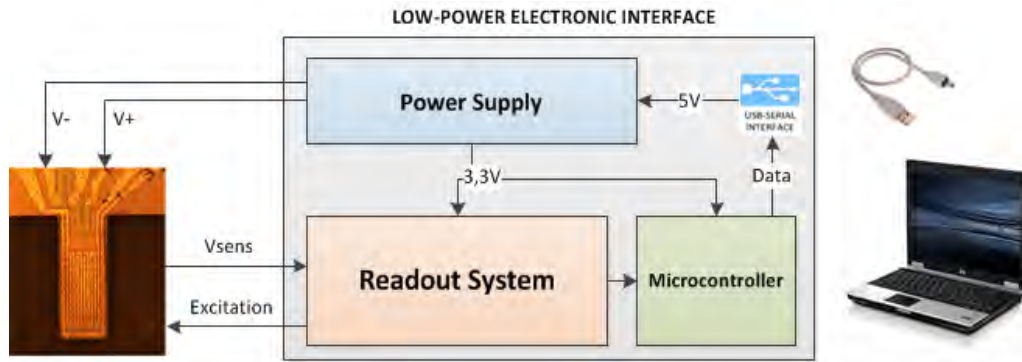 LOW-POWER ELECTRONIC INTERFACE
Power Supply
5V
USB-SERIAL
INTERFACE
V-
V+
3,3V
Data
Vsens
Readout System
Microcontroller
Excitation